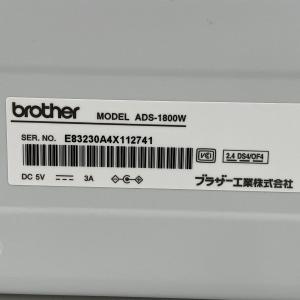 brother MODEL ADS-1800W
SER. NO. E83230A4X112741
VCI 2.4 DS4/OF4
DC 5V 3A
ブラザー工業株式会社